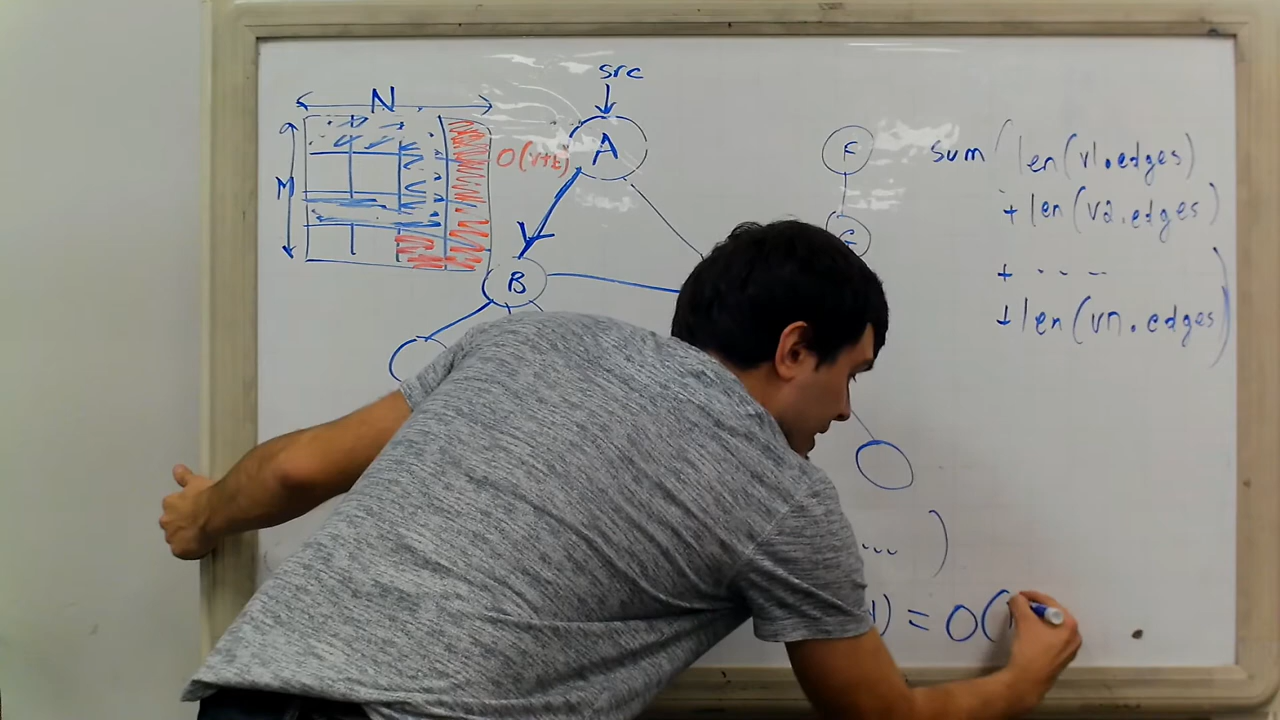 src
N
M
O(V+E)
A
B
F
G
sum ( len(v1.edges)
+ len(v2.edges)
+ ....
+ len(vn.edges) )
... )
) = O(